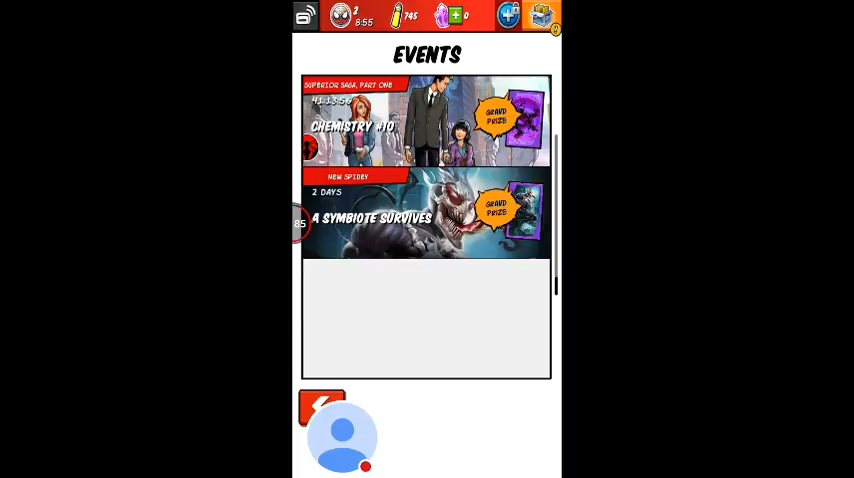 2
8:55
745
0
EVENTS
SUPERIOR SAGA, PART ONE
41:13:56
CHEMISTRY #10
GRAND
PRIZE
NEW SPIDEY
2 DAYS
A SYMBIOTE SURVIVES
GRAND
PRIZE
85